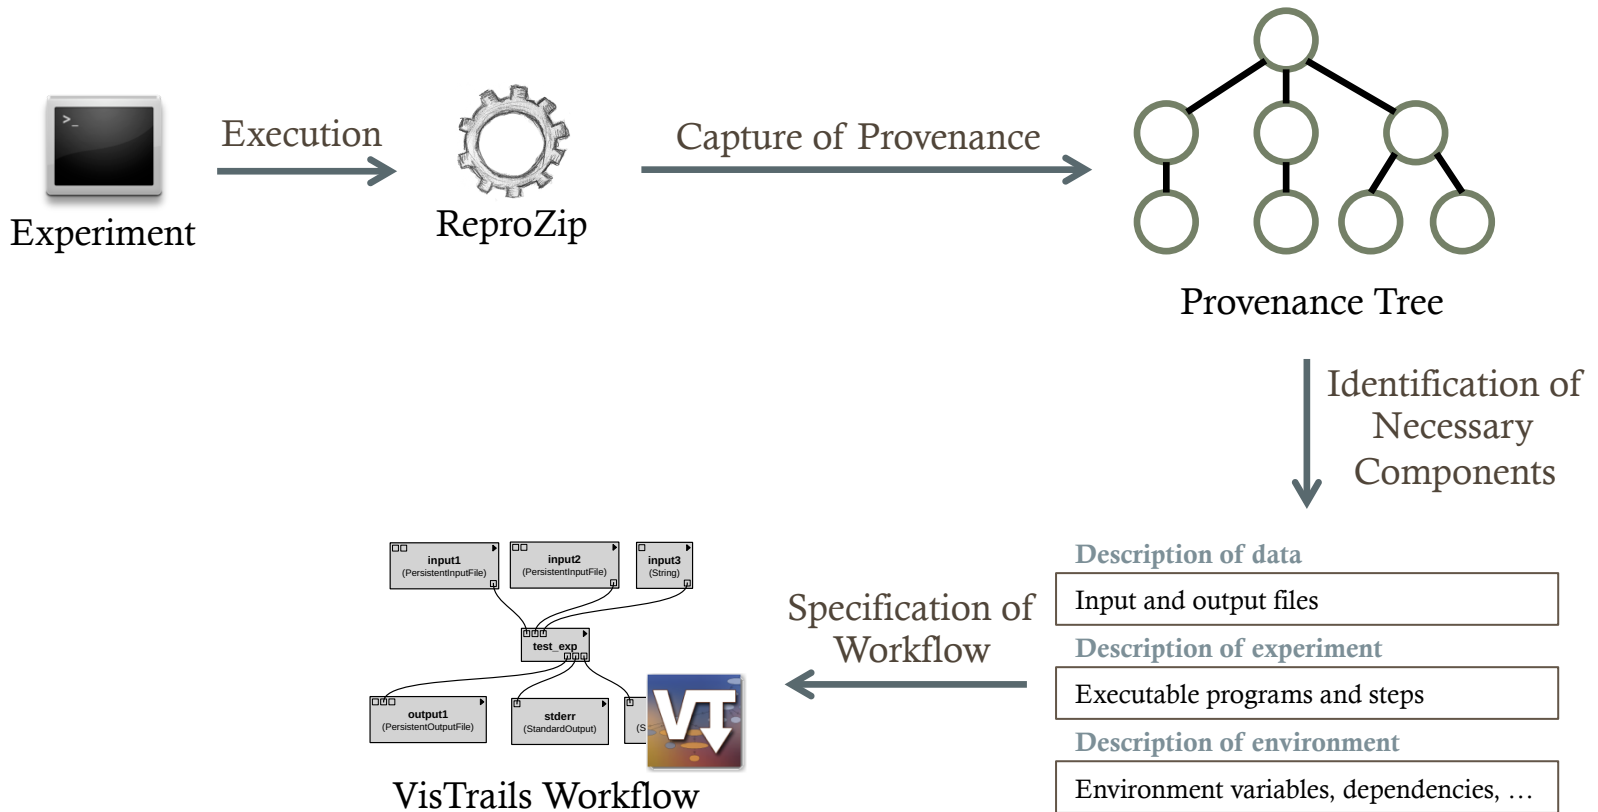 >_
Execution
Capture of Provenance
Experiment
ReproZip
Provenance Tree
Identification of
Necessary
Components
Description of data
Input and output files
Description of experiment
Executable programs and steps
Description of environment
Environment variables, dependencies, …
Specification of
Workflow
input1
(PersistentInputFile)
input2
(PersistentInputFile)
input3
(String)
test_exp
output1
(PersistentOutputFile)
stderr
(StandardOutput)
(S
VT
VisTrails Workflow